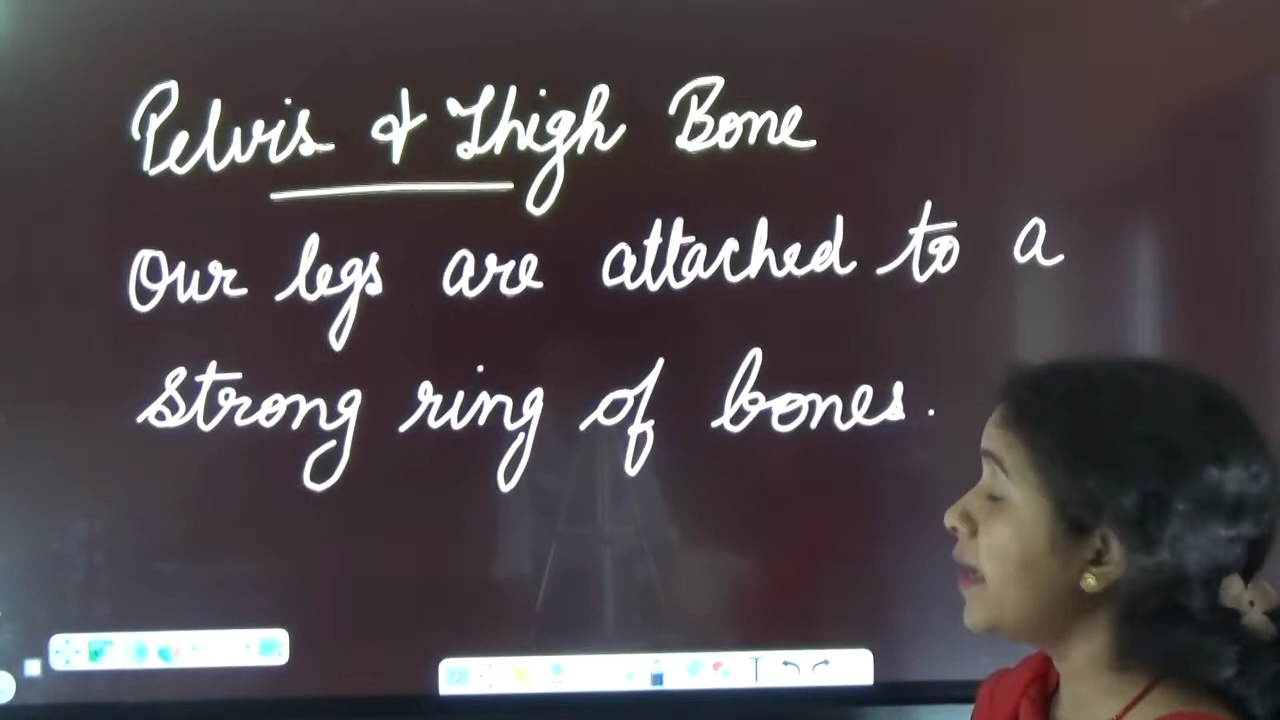 Pelvis & Thigh Bone
Our legs are attached to a
strong ring of bones.